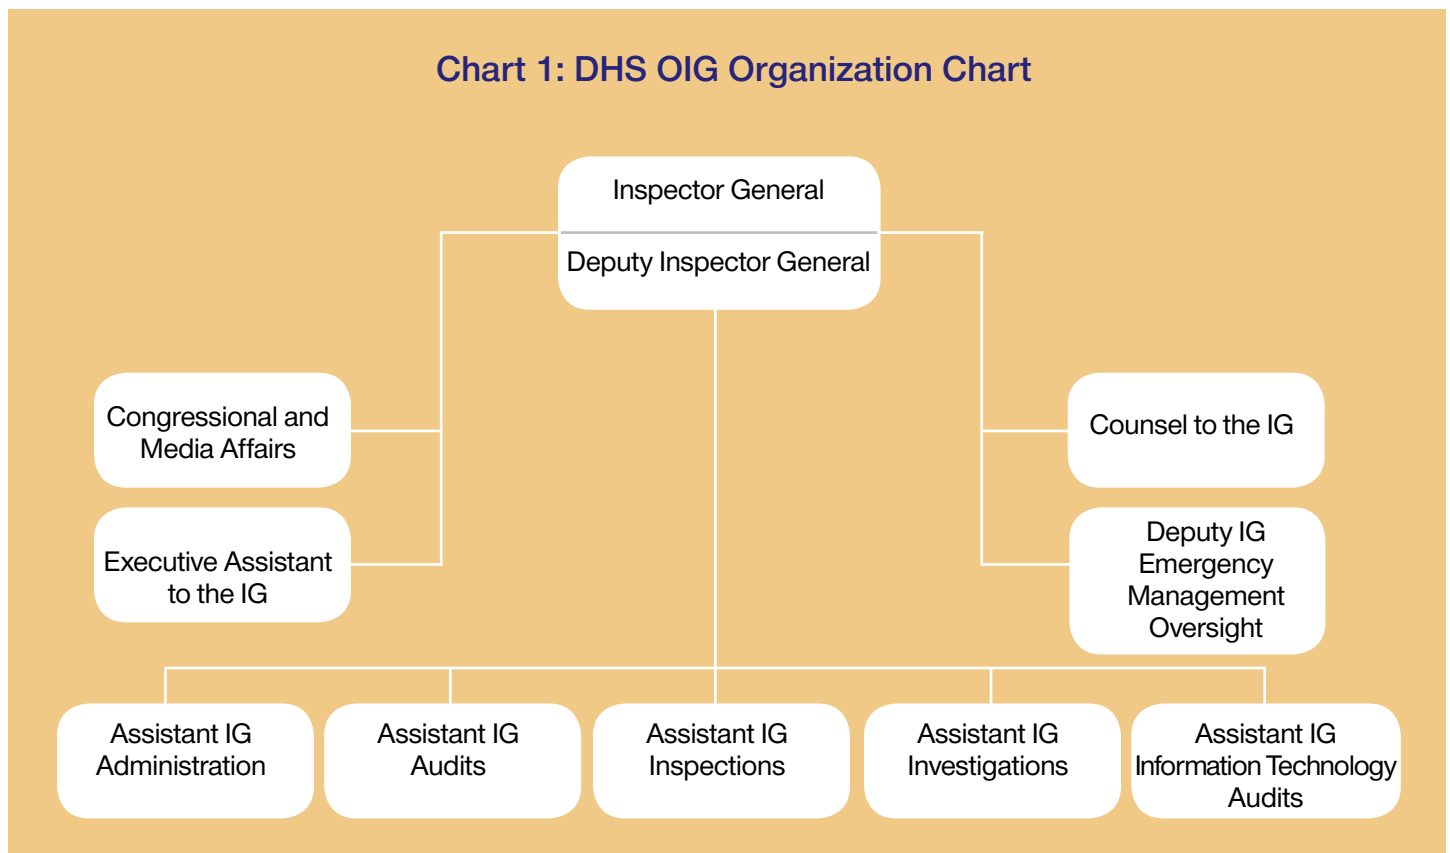 Chart 1: DHS OIG Organization Chart
Inspector General
Deputy Inspector General
Congressional and
Media Affairs
Executive Assistant
to the IG
Counsel to the IG
Deputy IG
Emergency
Management
Oversight
Assistant IG
Administration
Assistant IG
Audits
Assistant IG
Inspections
Assistant IG
Investigations
Assistant IG
Information Technology
Audits